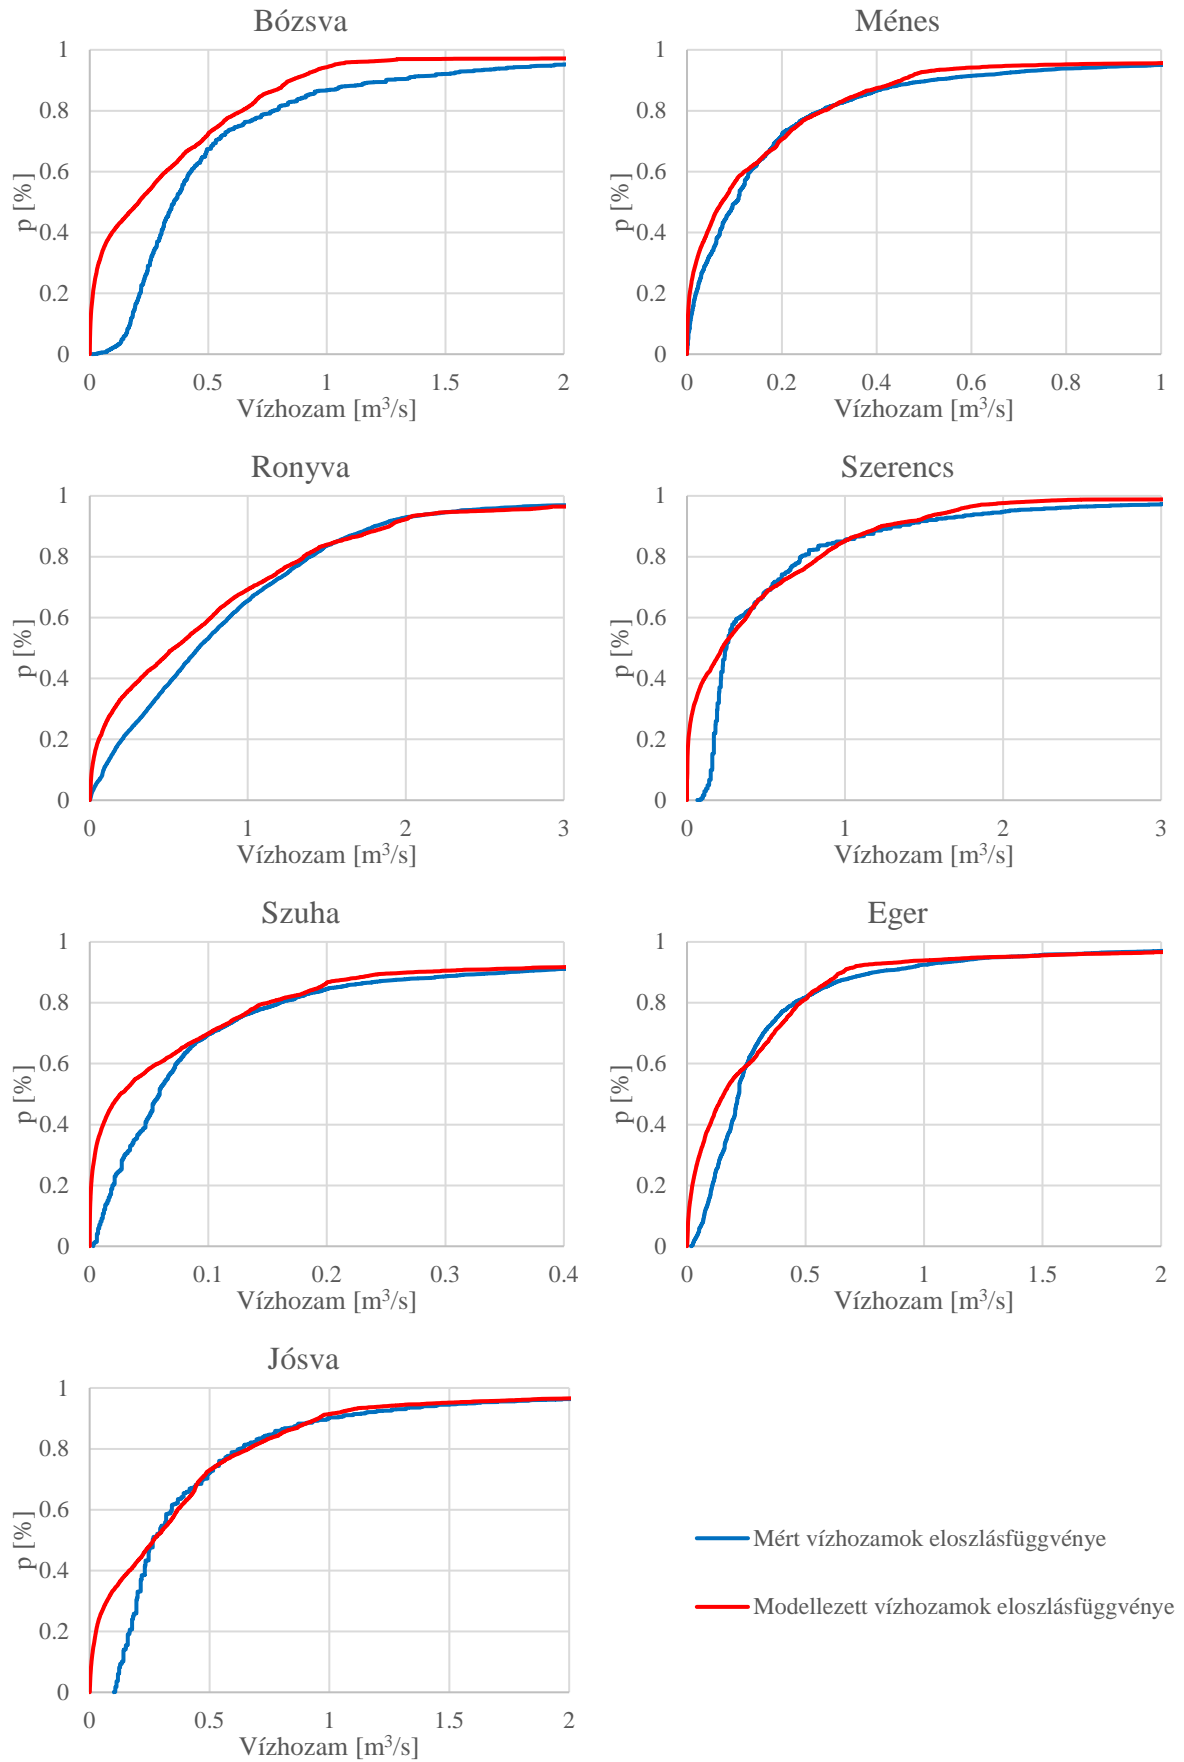 Bózsva
1
0.8
0.6
0.4
0.2
0
p [%]
0 0.5 1 1.5 2
Vízhozam [m³/s]
Ménes
1
0.8
0.6
0.4
0.2
0
p [%]
0 0.2 0.4 0.6 0.8 1
Vízhozam [m³/s]
Ronyva
1
0.8
0.6
0.4
0.2
0
p [%]
0 1 2 3
Vízhozam [m³/s]
Szerencs
1
0.8
0.6
0.4
0.2
0
p [%]
0 1 2 3
Vízhozam [m³/s]
Szuha
1
0.8
0.6
0.4
0.2
0
p [%]
0 0.1 0.2 0.3 0.4
Vízhozam [m³/s]
Eger
1
0.8
0.6
0.4
0.2
0
p [%]
0 0.5 1 1.5 2
Vízhozam [m³/s]
Jósva
1
0.8
0.6
0.4
0.2
0
p [%]
0 0.5 1 1.5 2
Vízhozam [m³/s]
Mért vízhozamok eloszlásfüggvénye
Modellezett vízhozamok eloszlásfüggvénye